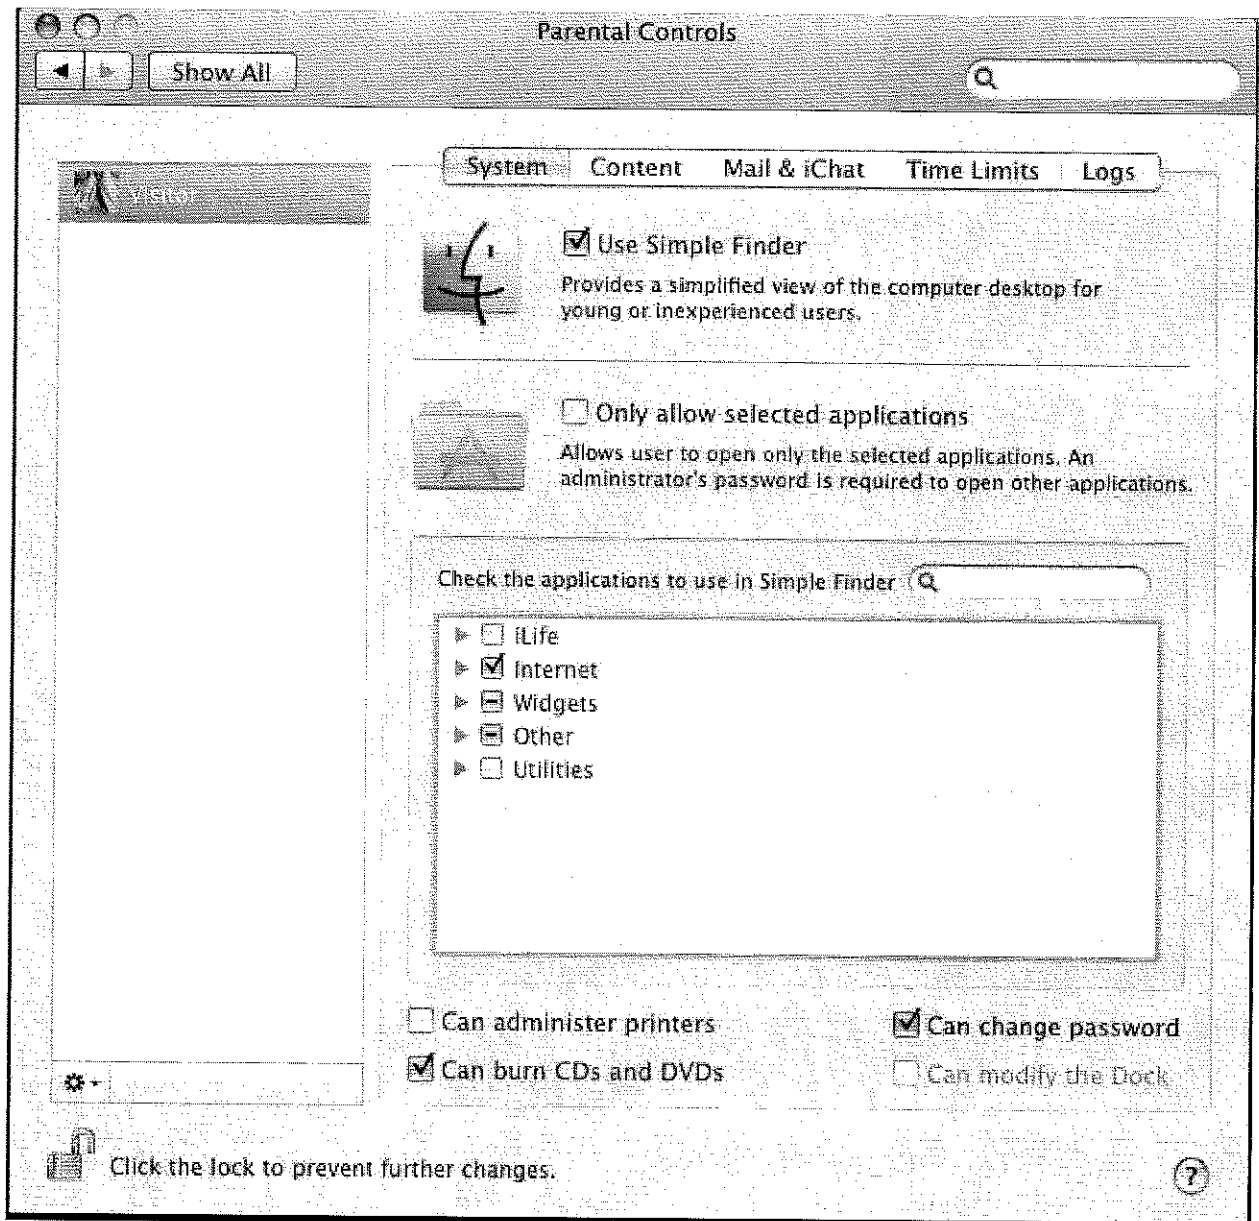 Parental Controls
Show All
Visitor
System Content Mail & iChat Time Limits Logs
Use Simple Finder
Provides a simplified view of the computer desktop for
young or inexperienced users.
Only allow selected applications
Allows user to open only the selected applications. An
administrator's password is required to open other applications.
Check the applications to use in Simple Finder
iLife
Internet
Widgets
Other
Utilities
Can administer printers
Can change password
Can burn CDs and DVDs
Can modify the Dock
Click the lock to prevent further changes.
?